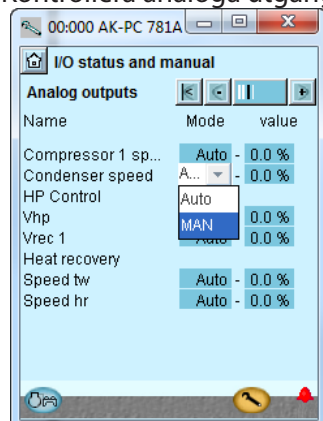 Kontrollera analoga utgång
00:000 AK-PC 781A
I/O status and manual
Analog outputs
Name Mode value
Compressor 1 sp... Auto - 0.0 %
Condenser speed A... - 0.0 %
HP Control Auto
Vhp MAN 0.0 %
Vrec 1 Auto - 0.0 %
Heat recovery
Speed tw Auto - 0.0 %
Speed hr Auto - 0.0 %